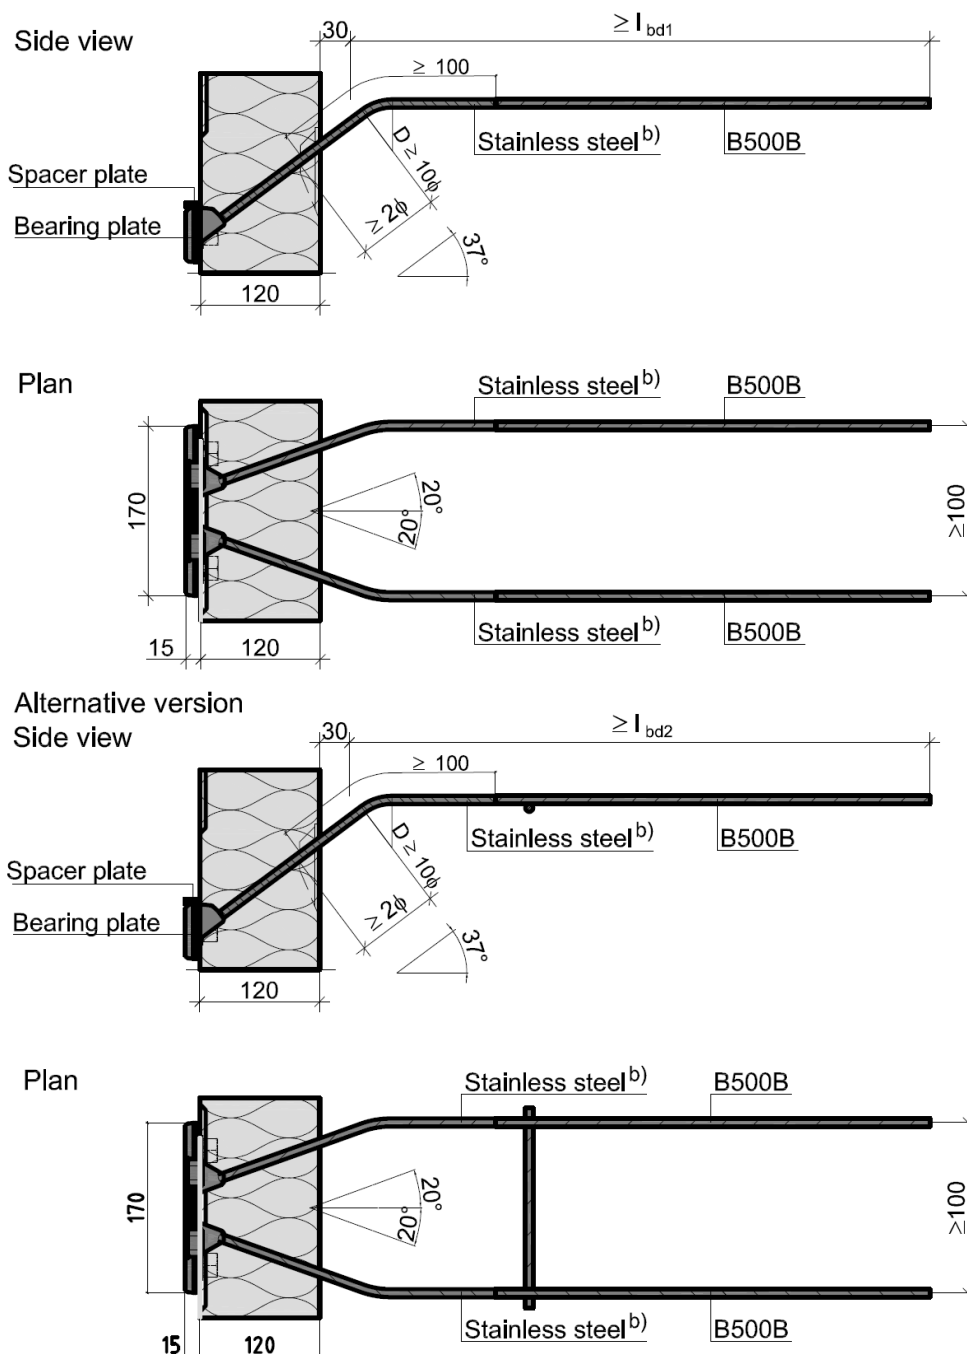 Side view
30
≥ l bd1
≥ 100
Stainless steel b)
B500B
D ≥ 10ϕ
≥ 2ϕ
37°
Spacer plate
Bearing plate
120
Plan
Stainless steel b)
B500B
170
20°
20°
≥100
Stainless steel b)
B500B
15
120
Alternative version
Side view
30
≥ l bd2
≥ 100
Stainless steel b)
B500B
D ≥ 10ϕ
≥ 2ϕ
37°
Spacer plate
Bearing plate
120
Plan
Stainless steel b)
B500B
170
20°
20°
≥100
Stainless steel b)
B500B
15
120